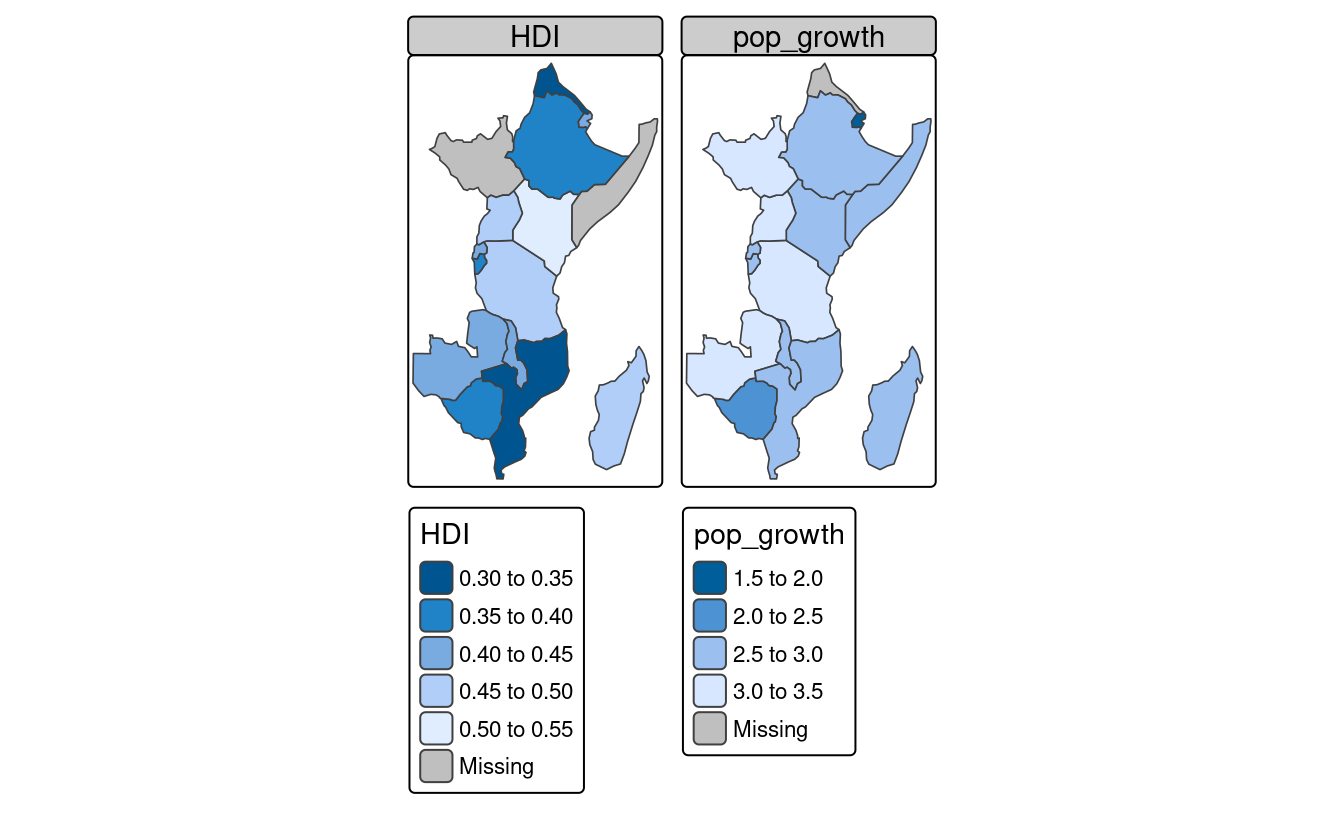 HDI
pop_growth
HDI
0.30 to 0.35
0.35 to 0.40
0.40 to 0.45
0.45 to 0.50
0.50 to 0.55
Missing
pop_growth
1.5 to 2.0
2.0 to 2.5
2.5 to 3.0
3.0 to 3.5
Missing